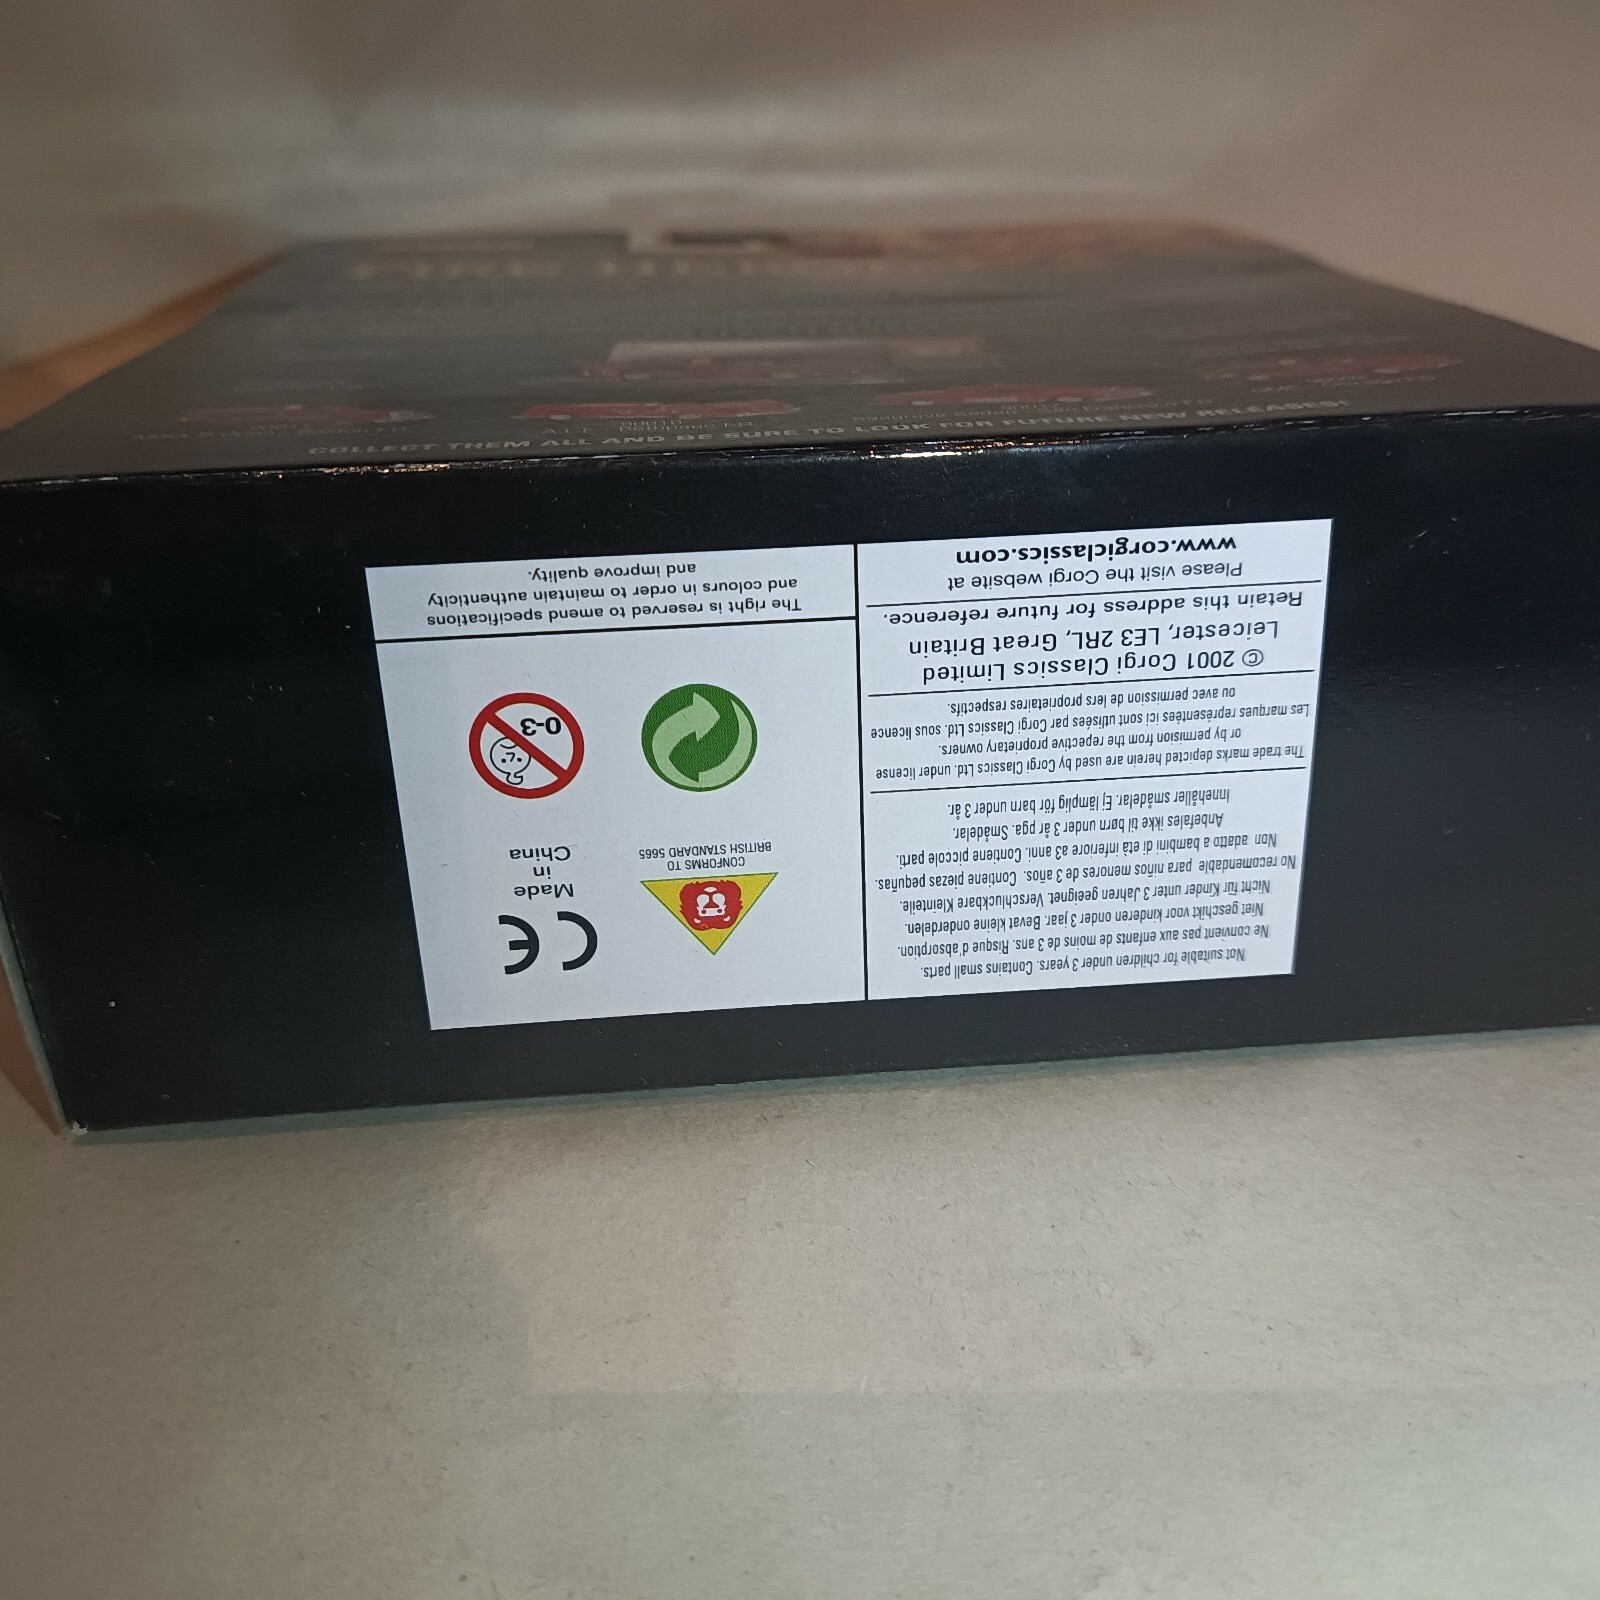 Not suitable for children under 3 years. Contains small parts.
Ne convient pas aux enfants de moins de 3 ans. Risque d'absorption.
Niet geschikt voor kinderen onder 3 jaar. Bevat kleine onderdelen.
Nicht für Kinder unter 3 Jahren geeignet. Verschluckbare Kleinteile.
No recomendable para niños menores de 3 años. Contiene piezas pequeñas.
Non adatto a bambini di età inferiore a3 anni. Contiene piccole parti.
Anbefales ikke til børn under 3 år pga. Smådelar.
Innehåller smådelar. Ej lämplig för barn under 3 år.
The trade marks depicted herein are used by Corgi Classics Ltd. under license
or by permision from the repective proprietary owners.
Les marques représentées ici sont utlisées par Corgi Classics Ltd. sous licence
ou avec permission de lers propriétaires respectifs.
© 2001 Corgi Classics Limited
Leicester, LE3 2RL, Great Britain
Retain this address for future reference.
Please visit the Corgi website at
www.corgiclassics.com
CE
Made
in
China
CONFORMS TO
BRITISH STANDARD 5665
0-3
The right is reserved to amend specifications
and colours in order to maintain authenticity
and improve quality.
COLLECT THEM ALL AND BE SURE TO LOOK FOR FUTURE NEW RELEASES!
FIRE HEROES